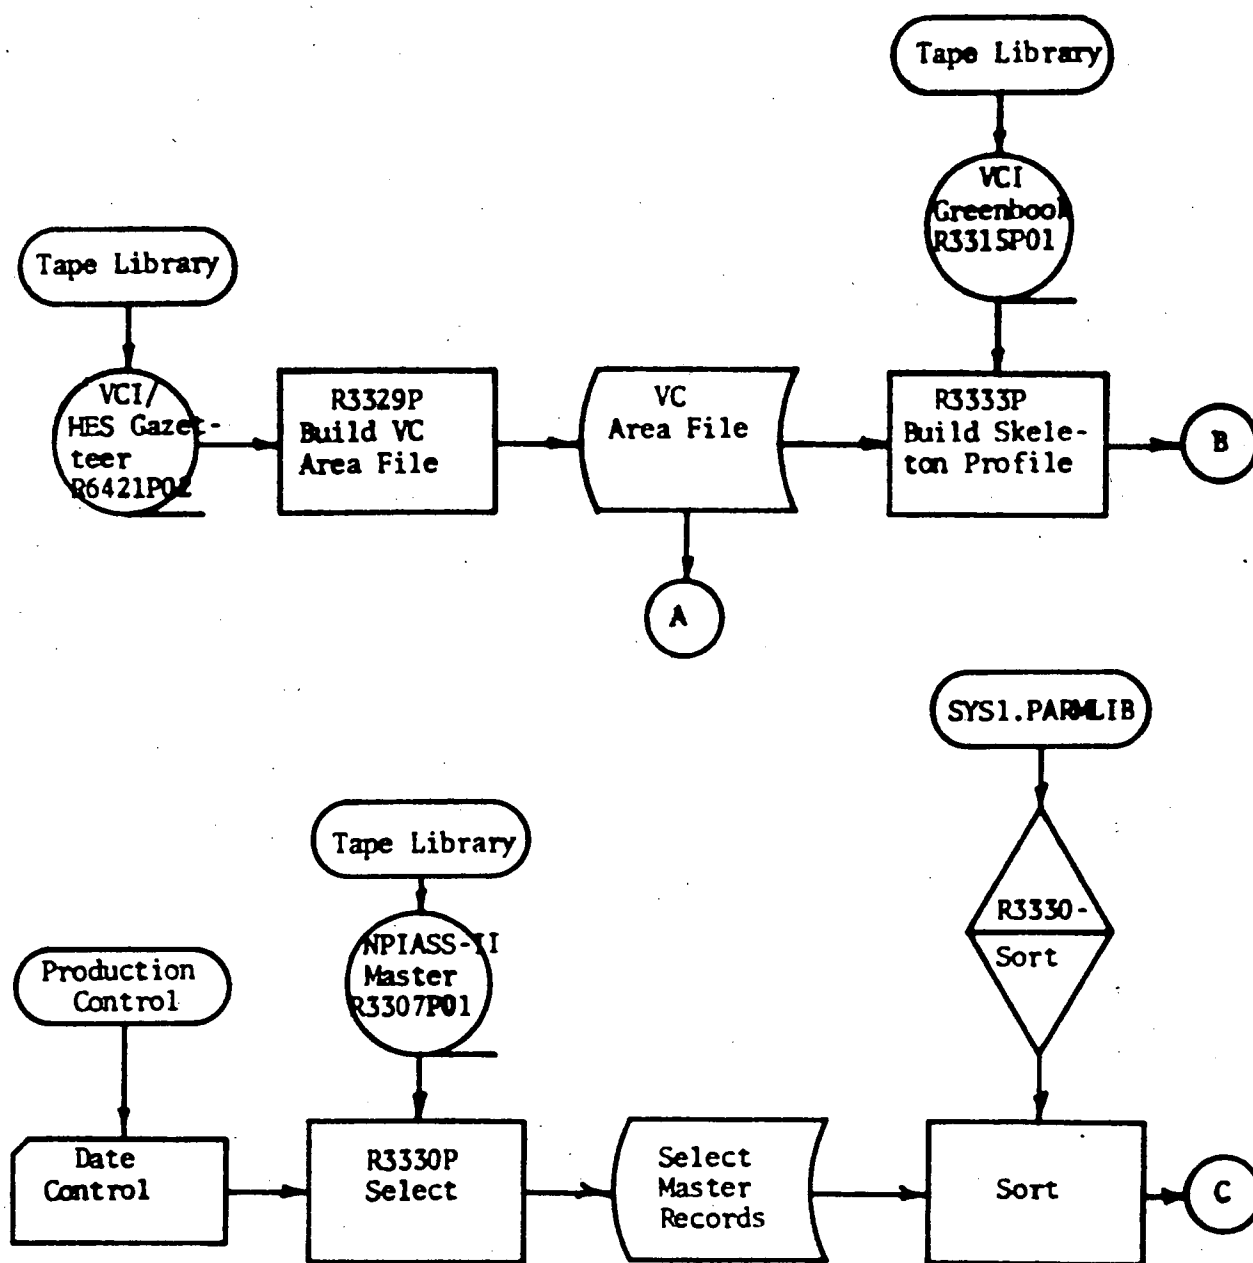 Tape Library
VCI
Greenbook
R3315P01
Tape Library
VCI/
HES Gazet-
teer
R6421P02
R3329P
Build VC
Area File
VC
Area File
R3333P
Build Skele-
ton Profile
B
A
SYS1.PARMLIB
R3330-
Sort
Tape Library
NPIASS-II
Master
R3307P01
Production
Control
Date
Control
R3330P
Select
Select
Master
Records
Sort
C